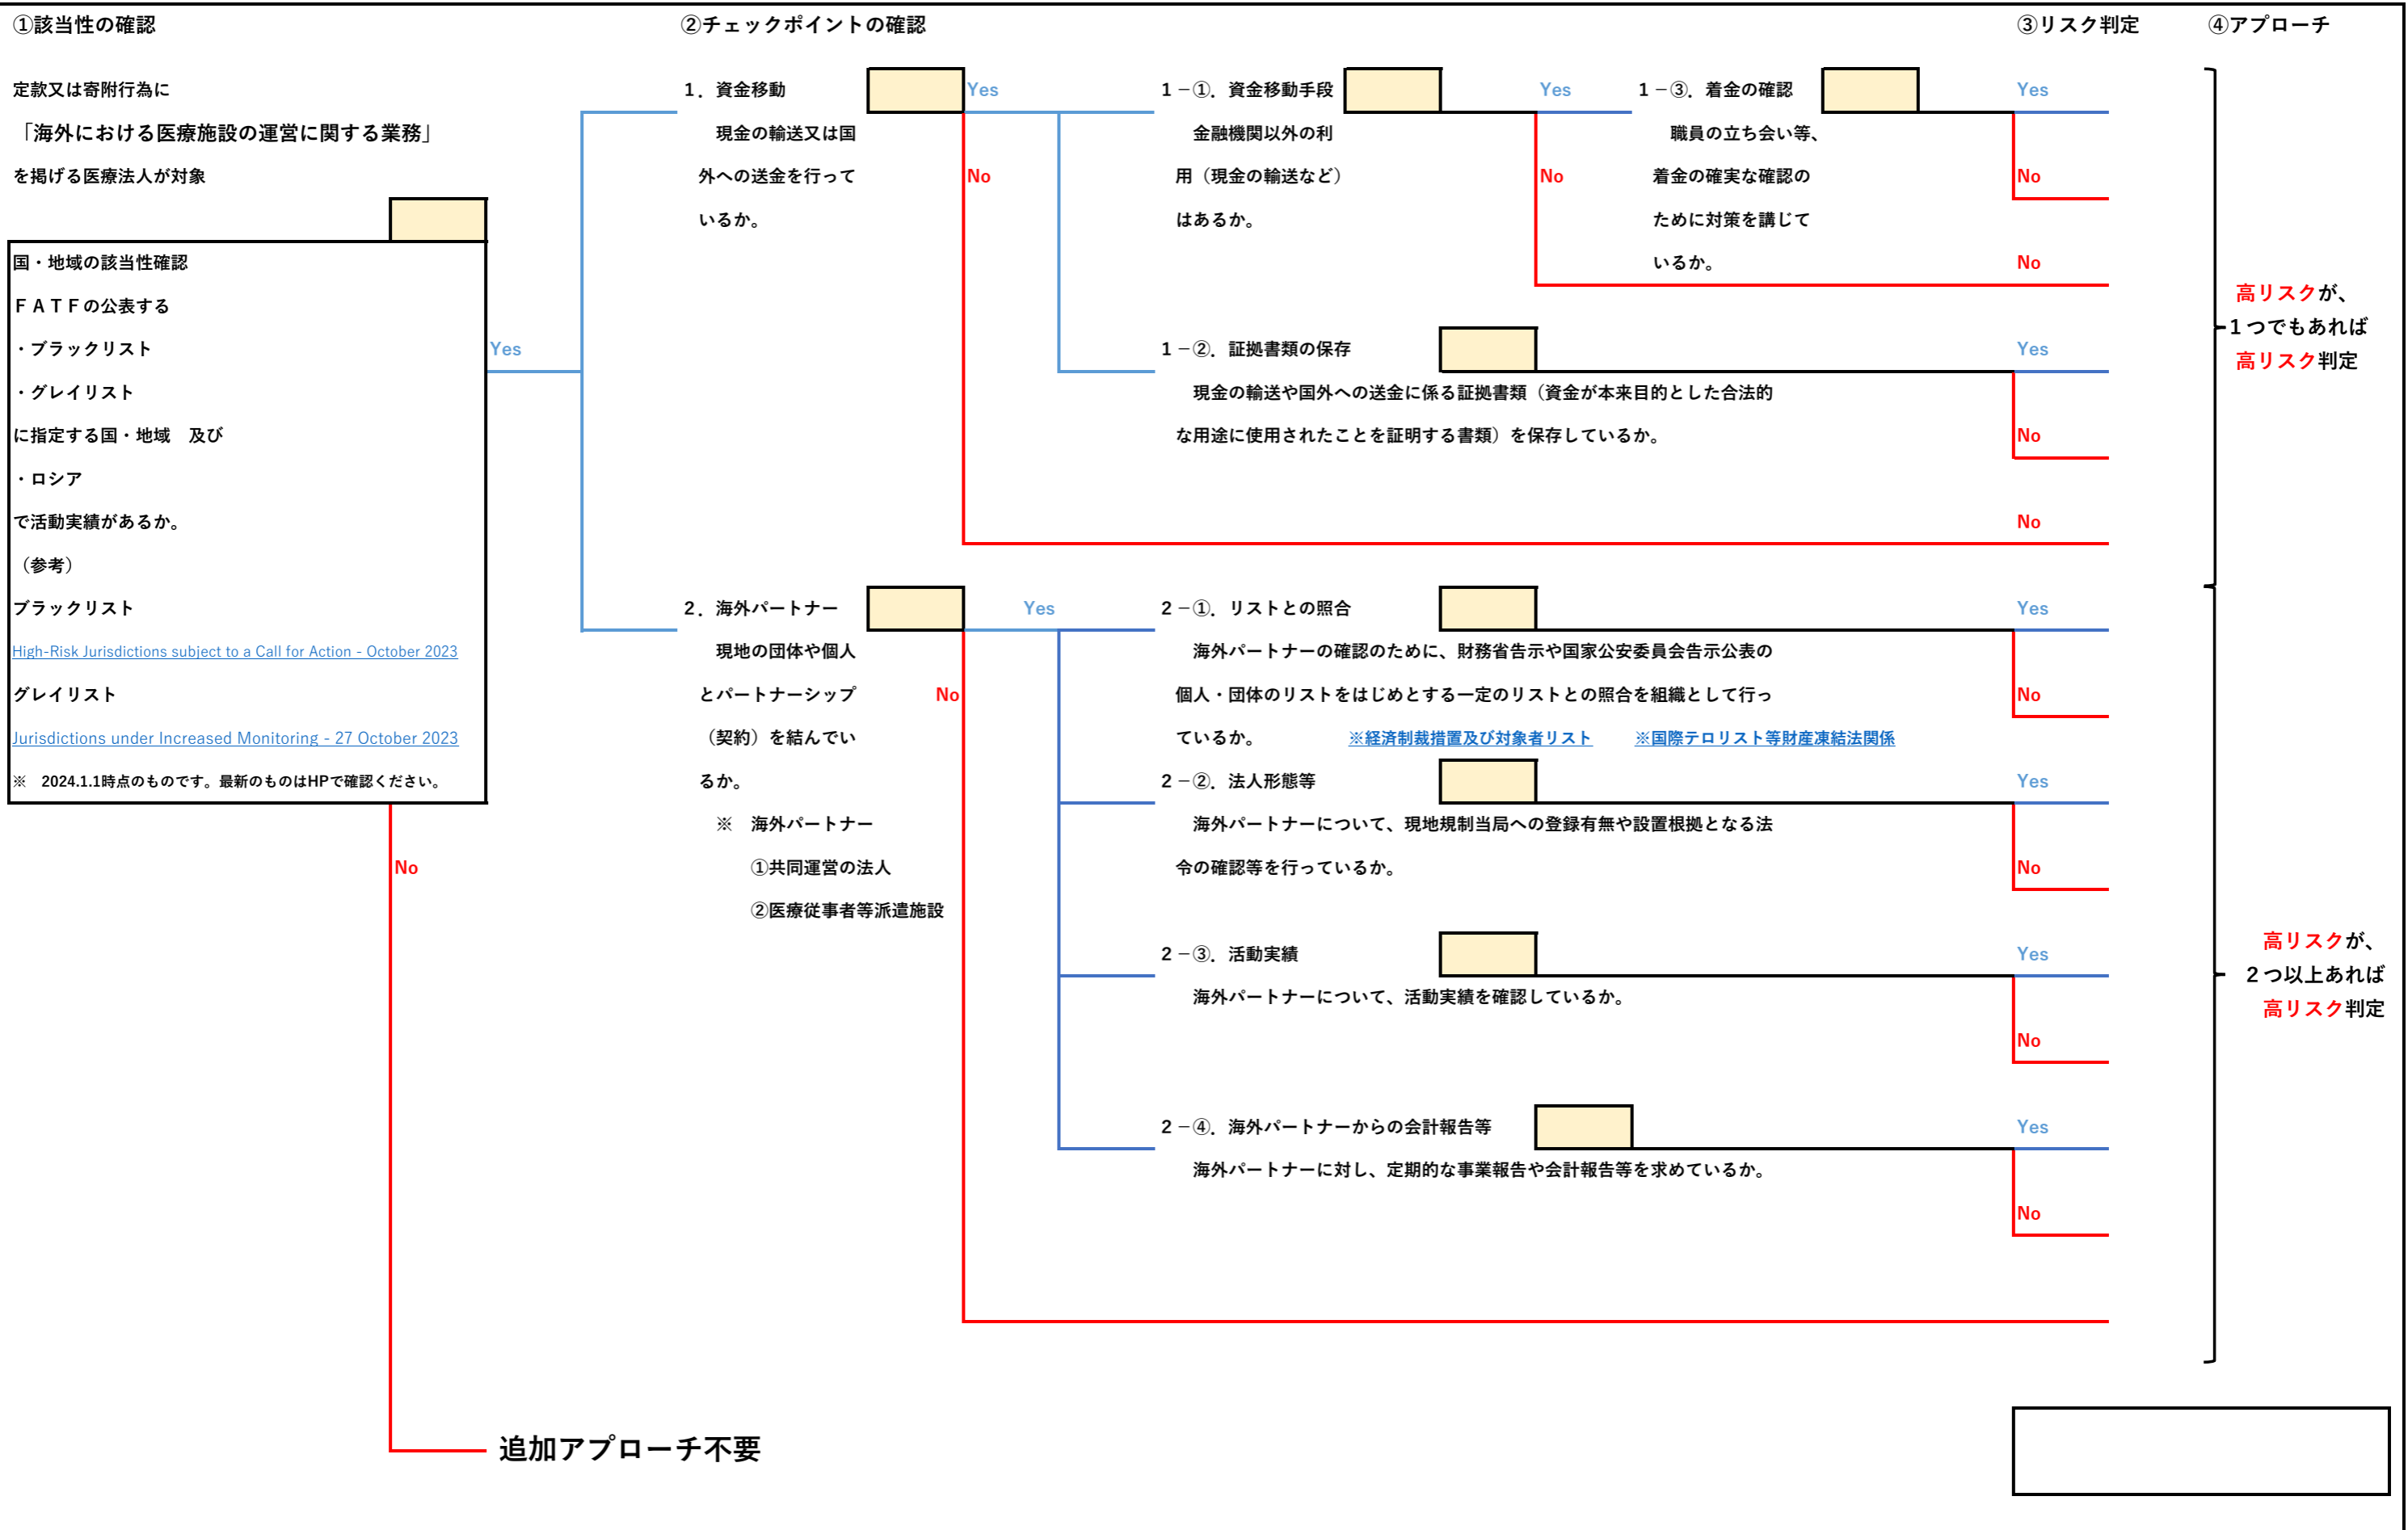 ①該当性の確認
②チェックポイントの確認
③リスク判定
④アプローチ
定款又は寄附行為に
「海外における医療施設の運営に関する業務」
を掲げる医療法人が対象
国・地域の該当性確認
ＦＡＴＦの公表する
・ブラックリスト
・グレイリスト
に指定する国・地域　及び
・ロシア
で活動実績があるか。
（参考）
ブラックリスト
High-Risk Jurisdictions subject to a Call for Action - October 2023
グレイリスト
Jurisdictions under Increased Monitoring - 27 October 2023
※　2024.1.1時点のものです。最新のものはHPで確認ください。
Yes
No
追加アプローチ不要
1．資金移動
Yes
現金の輸送又は国
外への送金を行って
いるか。
No
1－①．資金移動手段
Yes
金融機関以外の利
用（現金の輸送など）
はあるか。
No
1－③．着金の確認
Yes
職員の立ち会い等、
着金の確実な確認の
ために対策を講じて
いるか。
No
No
1－②．証拠書類の保存
Yes
現金の輸送や国外への送金に係る証拠書類（資金が本来目的とした合法的
な用途に使用されたことを証明する書類）を保存しているか。
No
No
高リスクが、
1つでもあれば
高リスク判定
2．海外パートナー
Yes
現地の団体や個人
とパートナーシップ
（契約）を結んでい
るか。
No
※　海外パートナー
①共同運営の法人
②医療従事者等派遣施設
2－①．リストとの照合
Yes
海外パートナーの確認のために、財務省告示や国家公安委員会告示公表の
個人・団体のリストをはじめとする一定のリストとの照合を組織として行っ
ているか。　※経済制裁措置及び対象者リスト　※国際テロリスト等財産凍結法関係
No
2－②．法人形態等
Yes
海外パートナーについて、現地規制当局への登録有無や設置根拠となる法
令の確認等を行っているか。
No
2－③．活動実績
Yes
海外パートナーについて、活動実績を確認しているか。
No
2－④．海外パートナーからの会計報告等
Yes
海外パートナーに対し、定期的な事業報告や会計報告等を求めているか。
No
高リスクが、
2つ以上あれば
高リスク判定